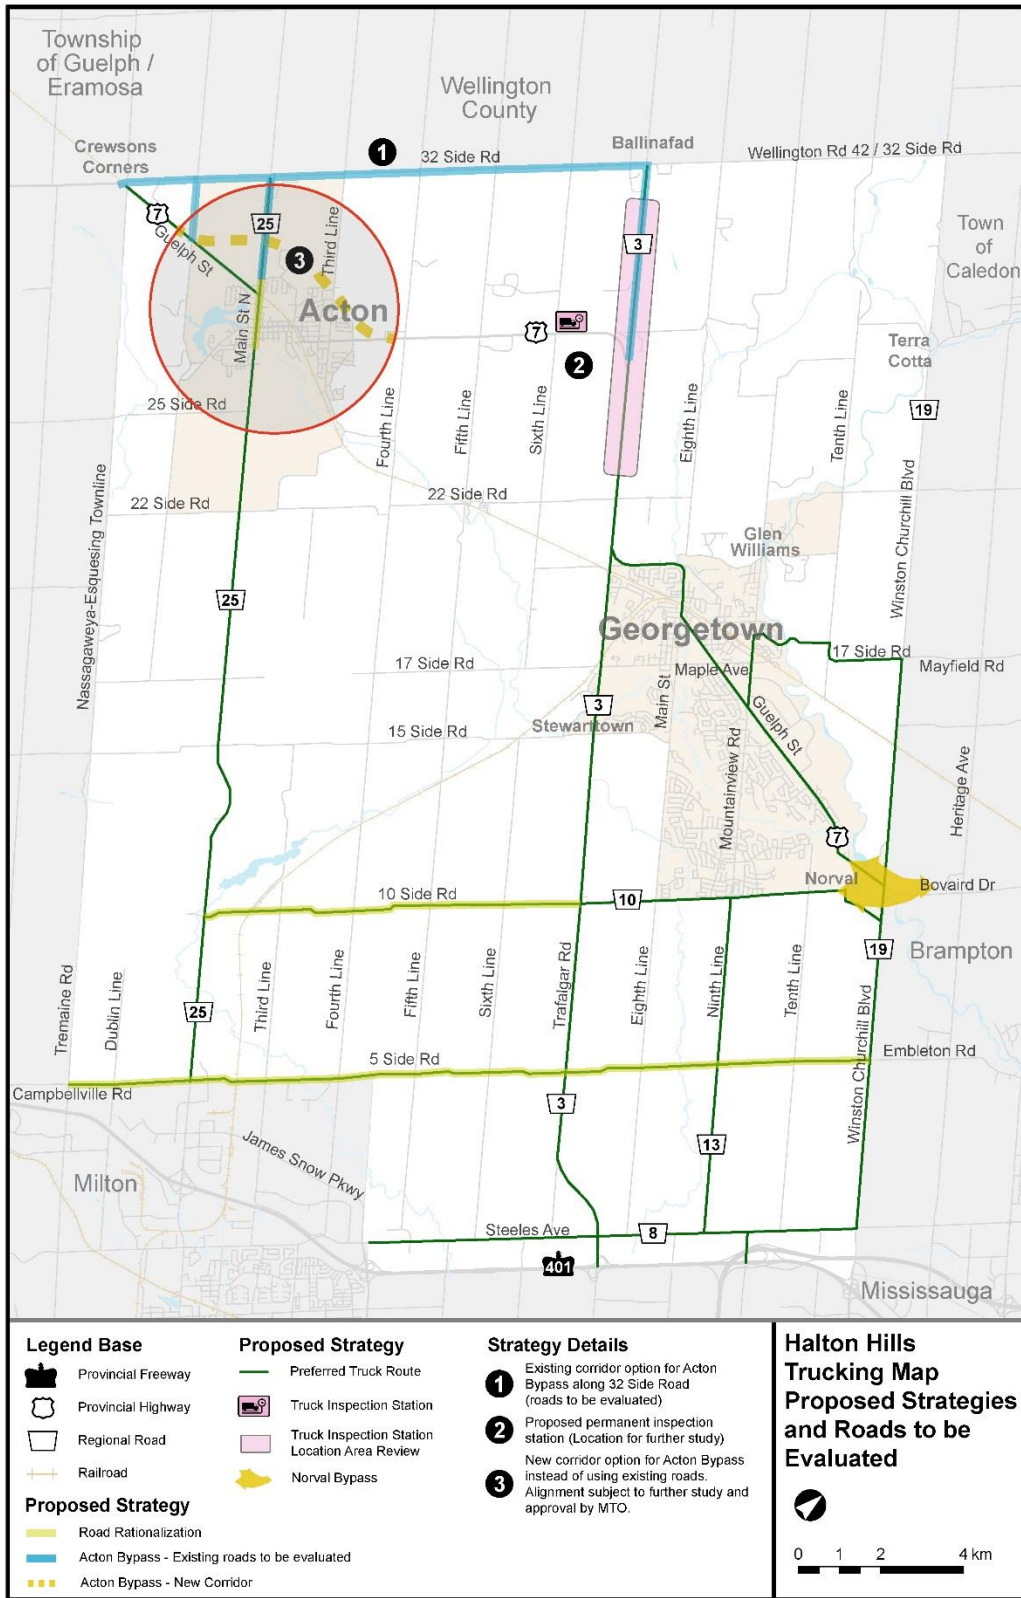 Township
of Guelph /
Eramosa
Wellington
County
Crewsons
Corners
1
32 Side Rd
Ballinafad
Wellington Rd 42 / 32 Side Rd
7
Guelph St
25
Third Line
3
3
Town
of
Caledon
Acton
Main St N
7
2
Terra
Cotta
19
25 Side Rd
Fourth Line
Fifth Line
Sixth Line
Eighth Line
Tenth Line
Winston Churchill Blvd
Nassagaweya-Esquesing Townline
22 Side Rd
22 Side Rd
Glen
Williams
25
Georgetown
17 Side Rd
17 Side Rd
Mayfield Rd
Maple Ave
Main St
3
Guelph St
Stewarttown
15 Side Rd
Mountainview Rd
Heritage Ave
7
Norval
Bovaird Dr
10 Side Rd
10
19
Brampton
Tremaine Rd
Dublin Line
25
Third Line
Fourth Line
Fifth Line
Sixth Line
Trafalgar Rd
Eighth Line
Ninth Line
Tenth Line
Winston Churchill Blvd
5 Side Rd
Embleton Rd
Campbellville Rd
3
13
James Snow Pkwy
Milton
Steeles Ave
8
401
Mississauga
Legend Base
Provincial Freeway
Provincial Highway
Regional Road
Railroad
Proposed Strategy
Road Rationalization
Acton Bypass - Existing roads to be evaluated
Acton Bypass - New Corridor
Proposed Strategy
Preferred Truck Route
Truck Inspection Station
Truck Inspection Station
Location Area Review
Norval Bypass
Strategy Details
1
Existing corridor option for Acton
Bypass along 32 Side Road
(roads to be evaluated)
2
Proposed permanent inspection
station (Location for further study)
3
New corridor option for Acton Bypass
instead of using existing roads.
Alignment subject to further study and
approval by MTO.
Halton Hills
Trucking Map
Proposed Strategies
and Roads to be
Evaluated
0 1 2 4 km